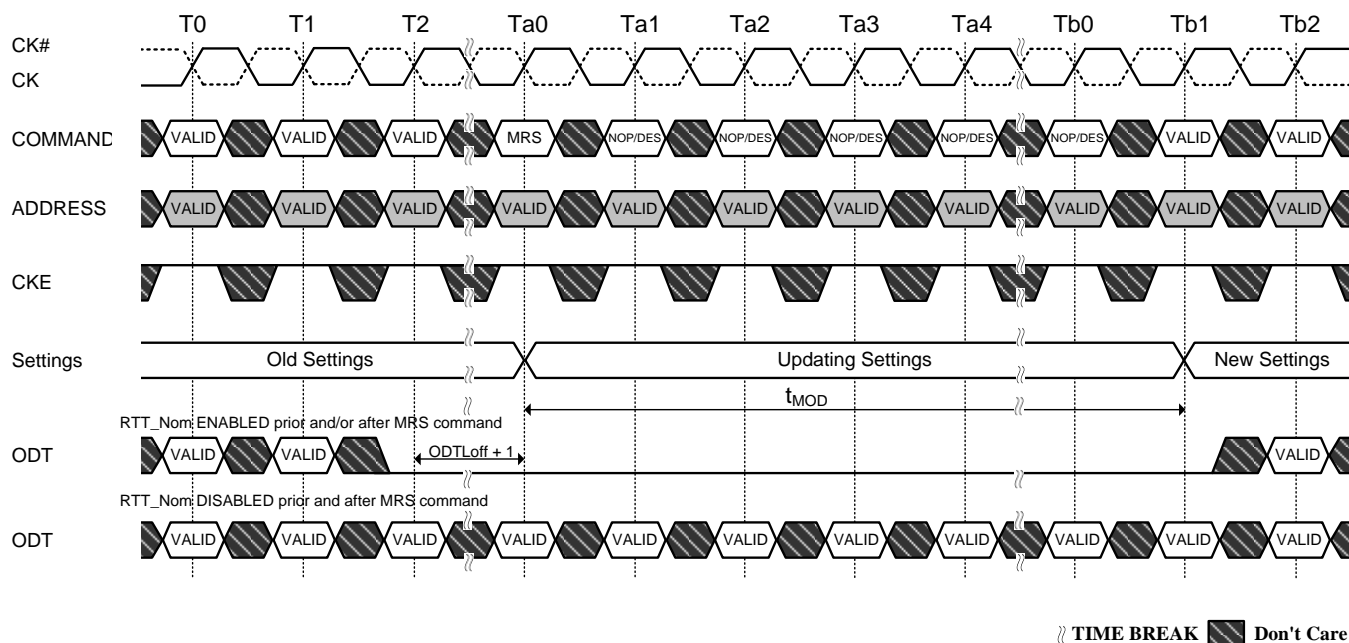 T0 T1 T2 Ta0 Ta1 Ta2 Ta3 Ta4 Tb0 Tb1 Tb2
CK#
CK
COMMAND VALID VALID VALID MRS NOP/DES NOP/DES NOP/DES NOP/DES NOP/DES VALID VALID
ADDRESS VALID VALID VALID VALID VALID VALID VALID VALID VALID VALID VALID
CKE
Settings Old Settings Updating Settings New Settings
tMOD
RTT_Nom ENABLED prior and/or after MRS command
ODT VALID VALID ODTLoff + 1 VALID
RTT_Nom DISABLED prior and after MRS command
ODT VALID VALID VALID VALID VALID VALID VALID VALID VALID VALID VALID
TIME BREAK Don't Care